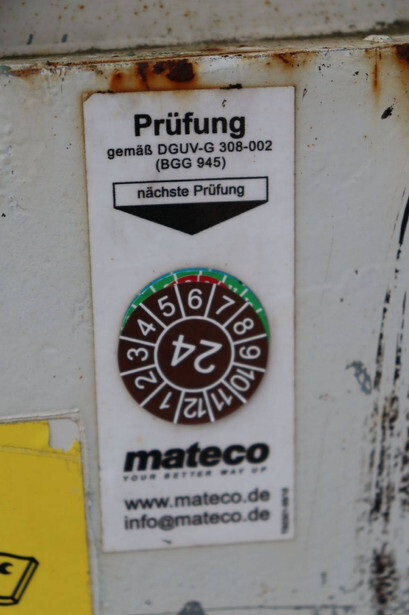 Prüfung
gemäß DGUV-G 308-002
(BGG 945)
nächste Prüfung
1 2 3 4 5 6 7 8 9 10 11 12
24
mateco
YOUR BETTER WAY UP
www.mateco.de
info@mateco.de